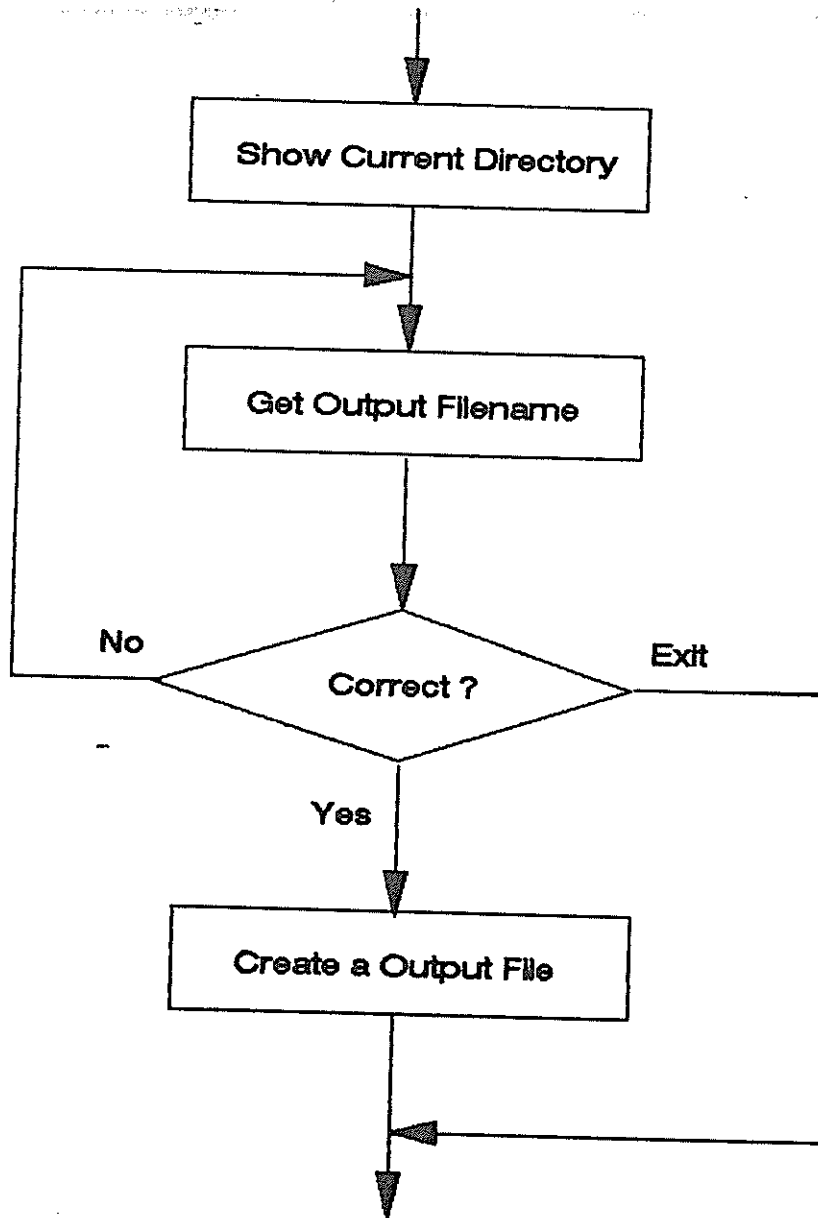 Show Current Directory
Get Output Filename
No
Exit
Correct ?
Yes
Create a Output File